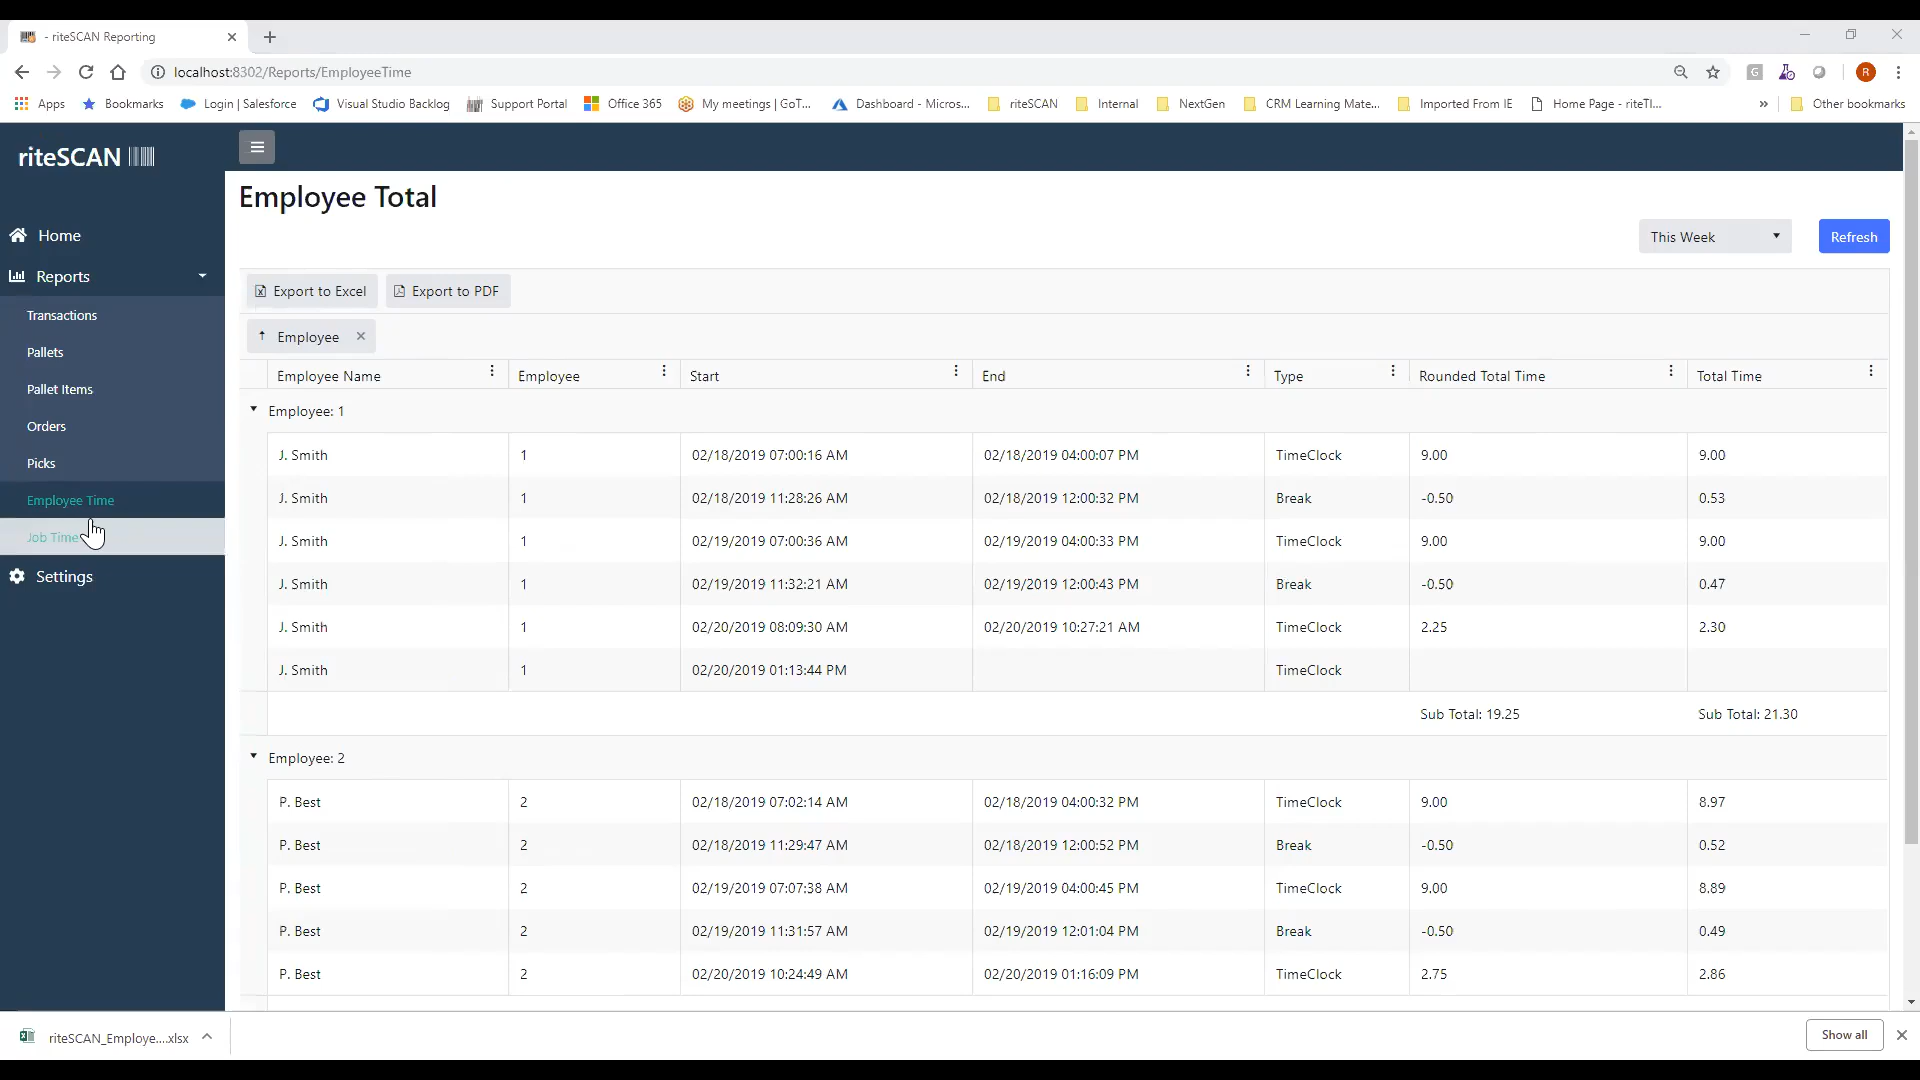 - riteSCAN Reporting
localhost:8302/Reports/EmployeeTime
G R
Apps Bookmarks Login | Salesforce Visual Studio Backlog Support Portal Office 365 My meetings | GoT... Dashboard - Micros... riteSCAN Internal NextGen CRM Learning Mate... Imported From IE Home Page - riteTI... » Other bookmarks
riteSCAN
Employee Total
Home
Reports
Transactions
Pallets
Pallet Items
Orders
Picks
Employee Time
Job Time
Settings
This Week Refresh
Export to Excel Export to PDF
Employee
Employee Name Employee Start End Type Rounded Total Time Total Time
Employee: 1
J. Smith 1 02/18/2019 07:00:16 AM 02/18/2019 04:00:07 PM TimeClock 9.00 9.00
J. Smith 1 02/18/2019 11:28:26 AM 02/18/2019 12:00:32 PM Break -0.50 0.53
J. Smith 1 02/19/2019 07:00:36 AM 02/19/2019 04:00:33 PM TimeClock 9.00 9.00
J. Smith 1 02/19/2019 11:32:21 AM 02/19/2019 12:00:43 PM Break -0.50 0.47
J. Smith 1 02/20/2019 08:09:30 AM 02/20/2019 10:27:21 AM TimeClock 2.25 2.30
J. Smith 1 02/20/2019 01:13:44 PM TimeClock
Sub Total: 19.25 Sub Total: 21.30
Employee: 2
P. Best 2 02/18/2019 07:02:14 AM 02/18/2019 04:00:32 PM TimeClock 9.00 8.97
P. Best 2 02/18/2019 11:29:47 AM 02/18/2019 12:00:52 PM Break -0.50 0.52
P. Best 2 02/19/2019 07:07:38 AM 02/19/2019 04:00:45 PM TimeClock 9.00 8.89
P. Best 2 02/19/2019 11:31:57 AM 02/19/2019 12:01:04 PM Break -0.50 0.49
P. Best 2 02/20/2019 10:24:49 AM 02/20/2019 01:16:09 PM TimeClock 2.75 2.86
riteSCAN_Employe....xlsx Show all